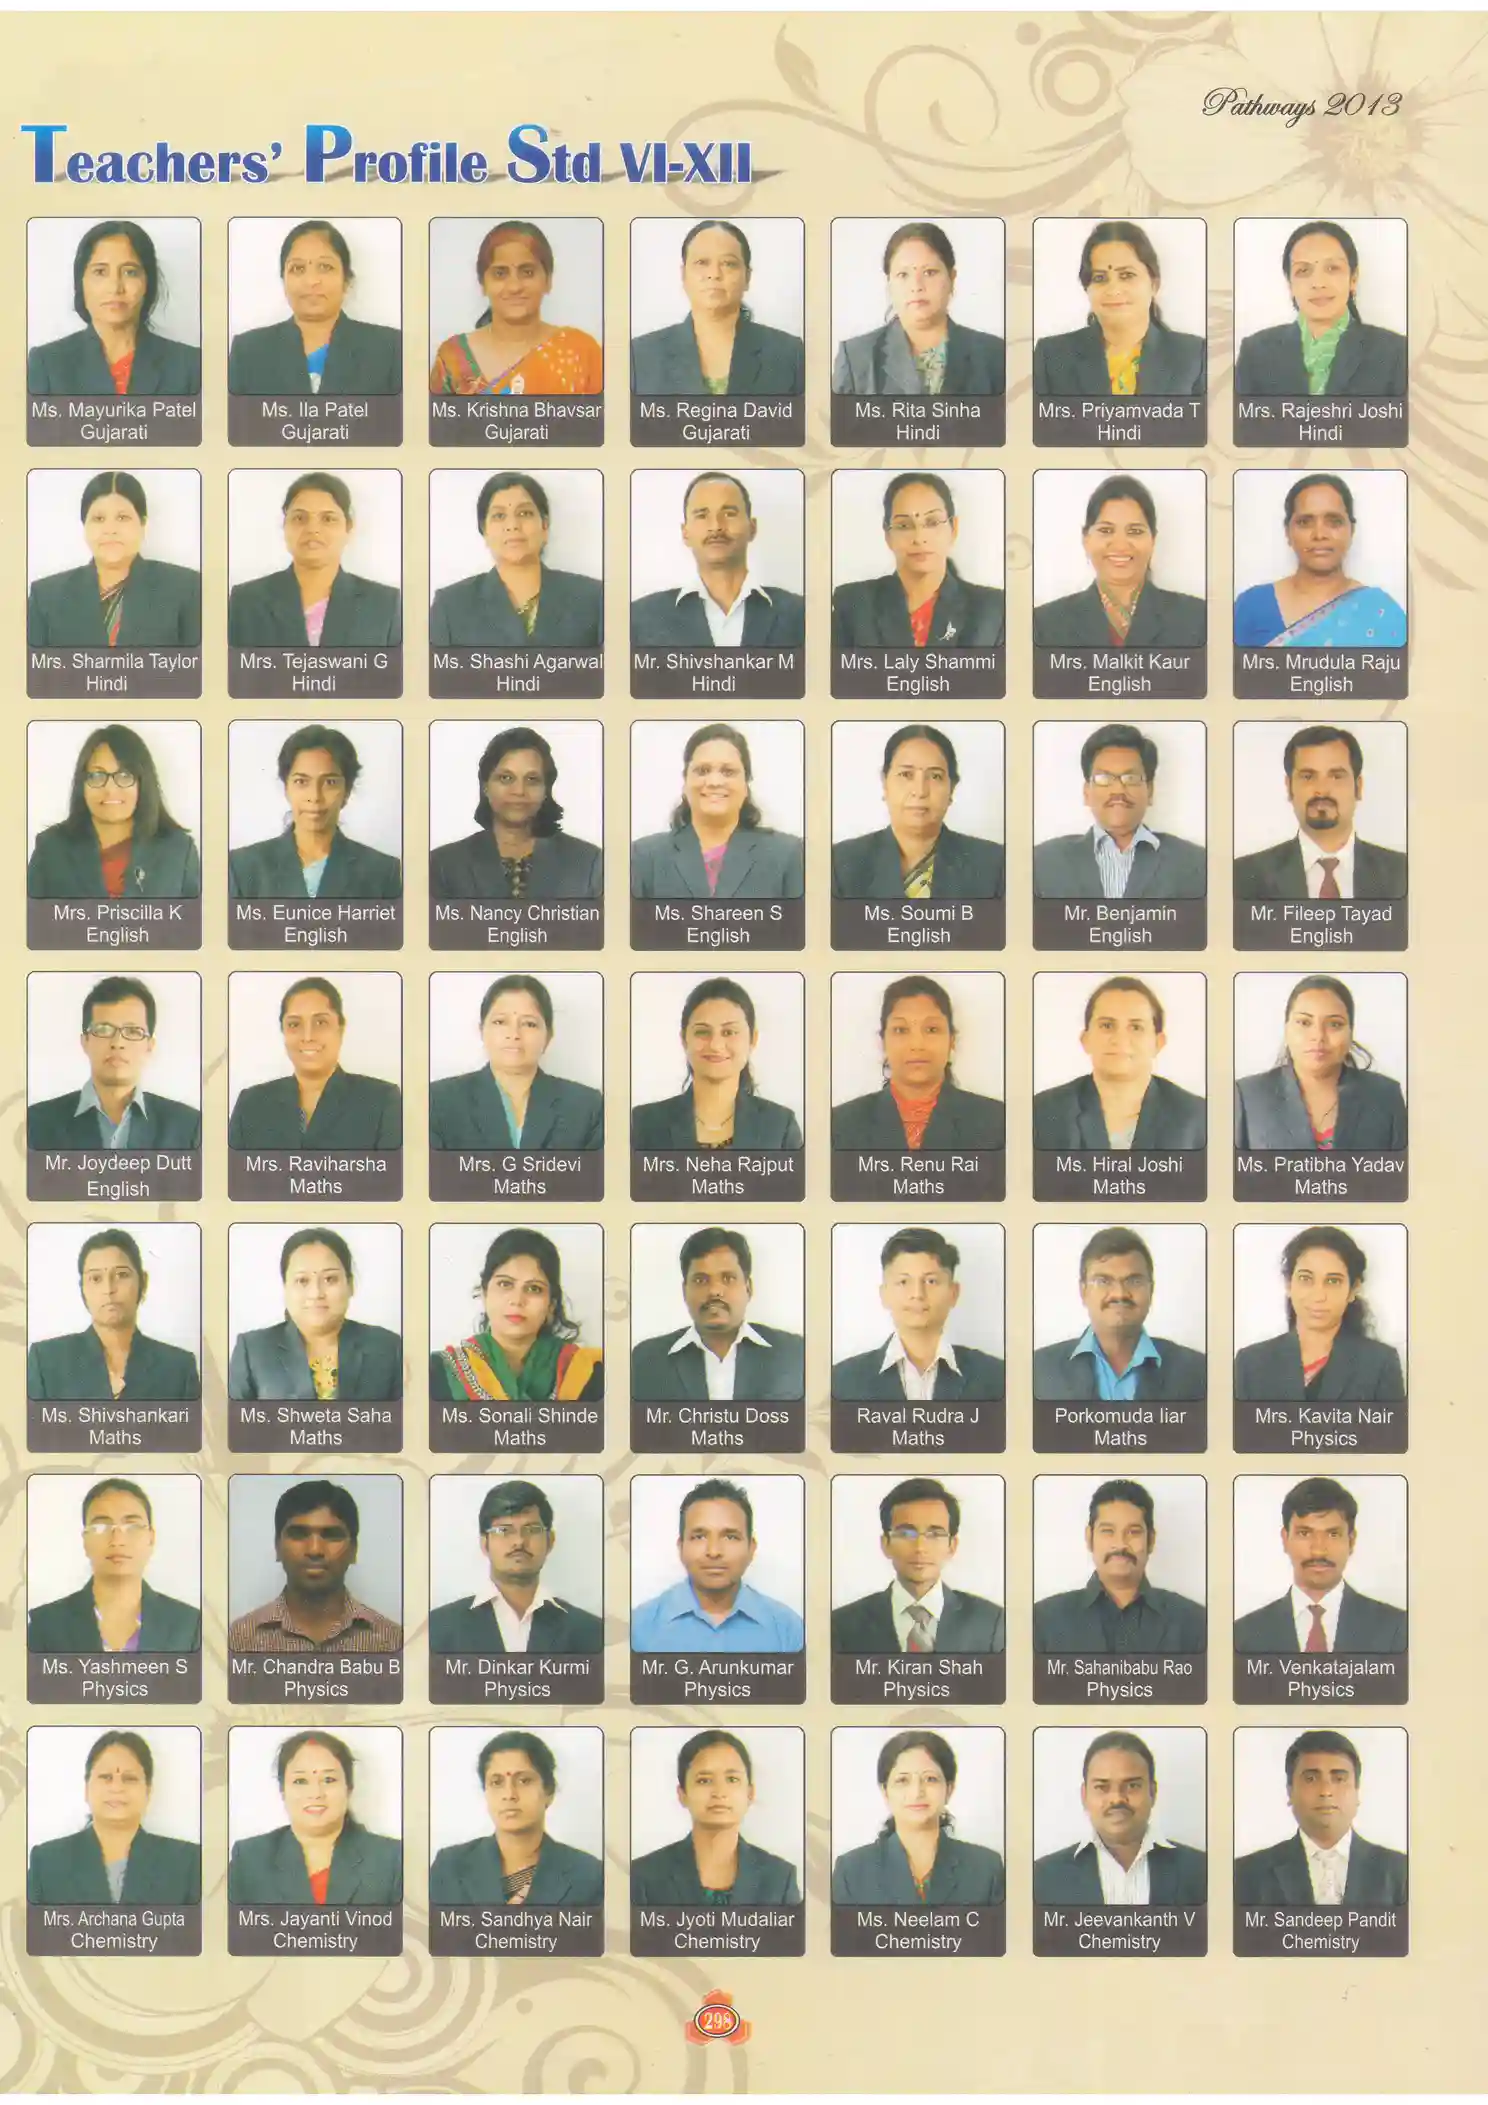 Pathways 2013
Teachers' Profile Std VI-XII
Ms. Mayurika Patel
Gujarati
Ms. Ila Patel
Gujarati
Ms. Krishna Bhavsar
Gujarati
Ms. Regina David
Gujarati
Ms. Rita Sinha
Hindi
Mrs. Priyamvada T
Hindi
Mrs. Rajeshri Joshi
Hindi
Mrs. Sharmila Taylor
Hindi
Mrs. Tejaswani G
Hindi
Ms. Shashi Agarwal
Hindi
Mr. Shivshankar M
Hindi
Mrs. Laly Shammi
English
Mrs. Malkit Kaur
English
Mrs. Mrudula Raju
English
Mrs. Priscilla K
English
Ms. Eunice Harriet
English
Ms. Nancy Christian
English
Ms. Shareen S
English
Ms. Soumi B
English
Mr. Benjamin
English
Mr. Fileep Tayad
English
Mr. Joydeep Dutt
English
Mrs. Raviharsha
Maths
Mrs. G Sridevi
Maths
Mrs. Neha Rajput
Maths
Mrs. Renu Rai
Maths
Ms. Hiral Joshi
Maths
Ms. Pratibha Yadav
Maths
Ms. Shivshankari
Maths
Ms. Shweta Saha
Maths
Ms. Sonali Shinde
Maths
Mr. Christu Doss
Maths
Raval Rudra J
Maths
Porkomuda liar
Maths
Mrs. Kavita Nair
Physics
Ms. Yashmeen S
Physics
Mr. Chandra Babu B
Physics
Mr. Dinkar Kurmi
Physics
Mr. G. Arunkumar
Physics
Mr. Kiran Shah
Physics
Mr. Sahanibabu Rao
Physics
Mr. Venkatajalam
Physics
Mrs. Archana Gupta
Chemistry
Mrs. Jayanti Vinod
Chemistry
Mrs. Sandhya Nair
Chemistry
Ms. Jyoti Mudaliar
Chemistry
Ms. Neelam C
Chemistry
Mr. Jeevankanth V
Chemistry
Mr. Sandeep Pandit
Chemistry
298